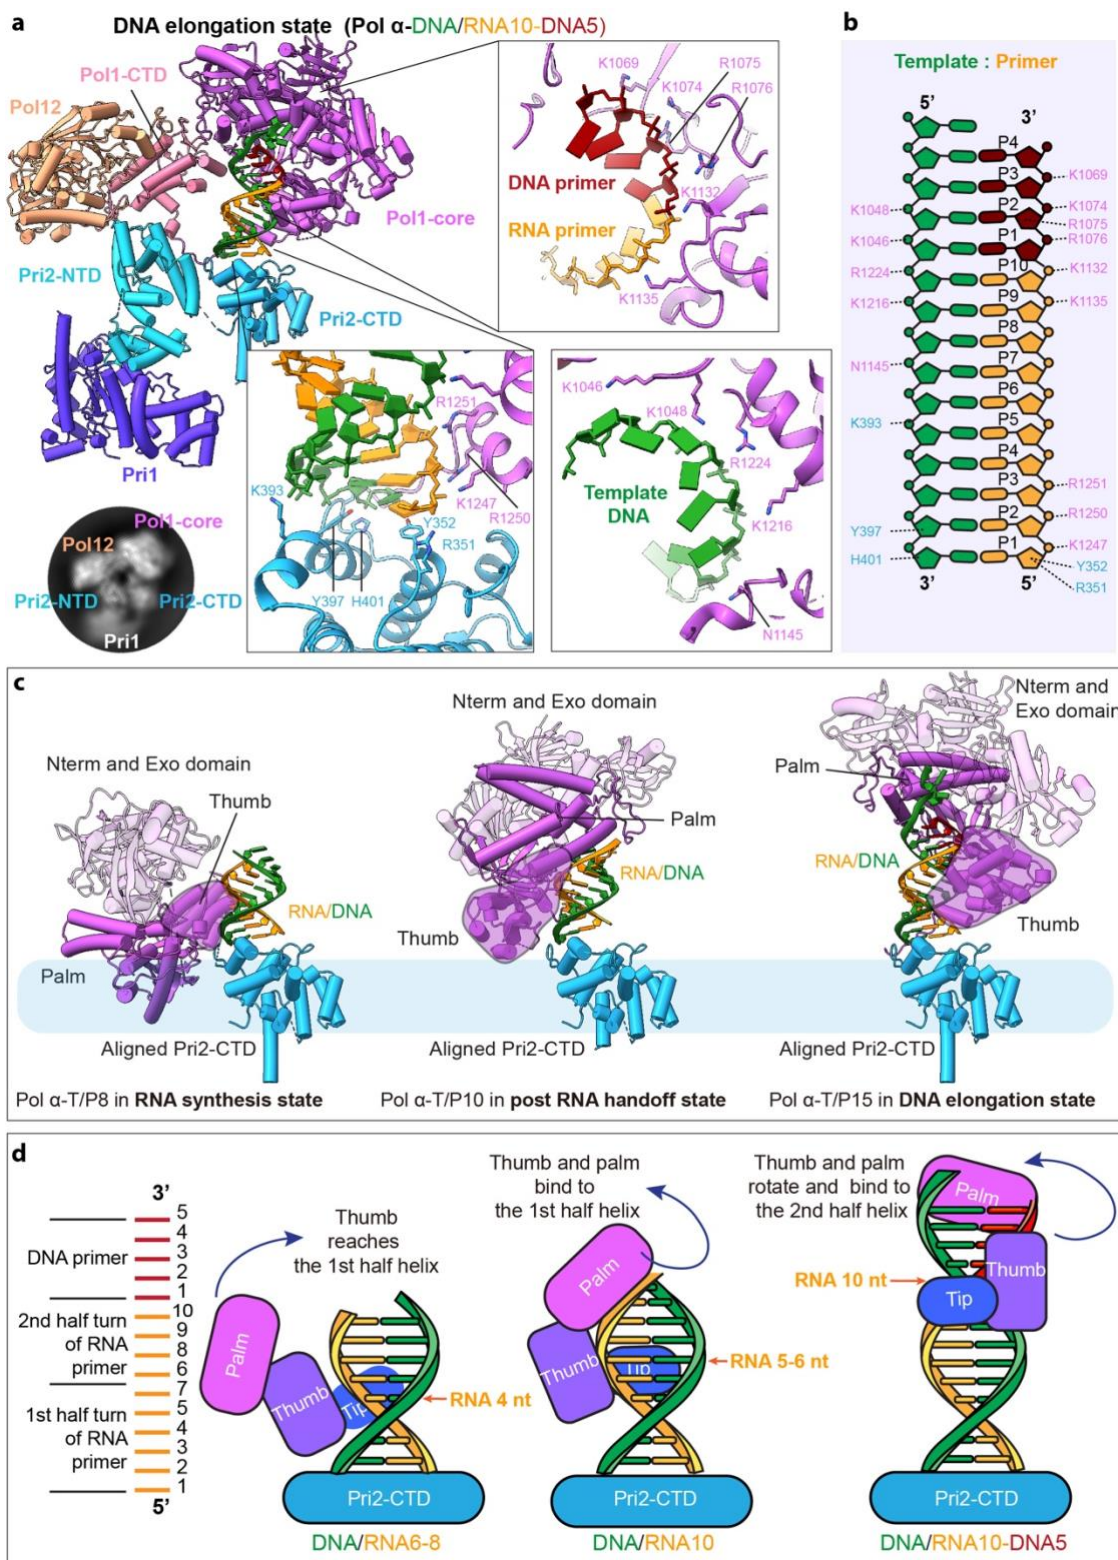 a
DNA elongation state (Pol α-DNA/RNA10-DNA5)
Pol1-CTD
Pol12
Pol1-core
Pri2-NTD
Pri2-CTD
Pri1
Pol1-core
Pol12
Pri2-NTD
Pri2-CTD
Pri1
K1069
R1075
K1074
R1076
DNA primer
K1132
RNA primer
K1135
R1251
K393
K1247
R1250
Y352
R351
Y397
H401
K1046
K1048
R1224
Template
DNA
K1216
N1145
b
Template : Primer
5’
3’
P4
P3
K1069
K1048
P2
K1074
R1075
K1046
P1
R1076
R1224
P10
K1132
K1216
P9
K1135
P8
N1145
P7
P6
K393
P5
P4
P3
R1251
Y397
P2
R1250
H401
P1
K1247
Y352
R351
3’
5’
c
Nterm and Exo domain
Thumb
RNA/DNA
Palm
Aligned Pri2-CTD
Pol α-T/P8 in RNA synthesis state
Nterm and Exo domain
Palm
RNA/DNA
Thumb
Aligned Pri2-CTD
Pol α-T/P10 in post RNA handoff state
Nterm and
Exo domain
Palm
RNA/DNA
Thumb
Aligned Pri2-CTD
Pol α-T/P15 in DNA elongation state
d
3’
5
4
DNA primer
3
2
1
10
2nd half turn
of RNA
primer
9
8
6
7
1st half turn
of RNA
primer
5
4
3
2
1
5’
Thumb
reaches
the 1st half helix
Palm
Thumb
Tip
RNA 4 nt
Pri2-CTD
DNA/RNA6-8
Thumb and palm
bind to
the 1st half helix
Palm
Thumb
Tip
RNA 5-6 nt
Pri2-CTD
DNA/RNA10
Thumb and palm
rotate and bind to
the 2nd half helix
Palm
Thumb
RNA 10 nt
Tip
Pri2-CTD
DNA/RNA10-DNA5